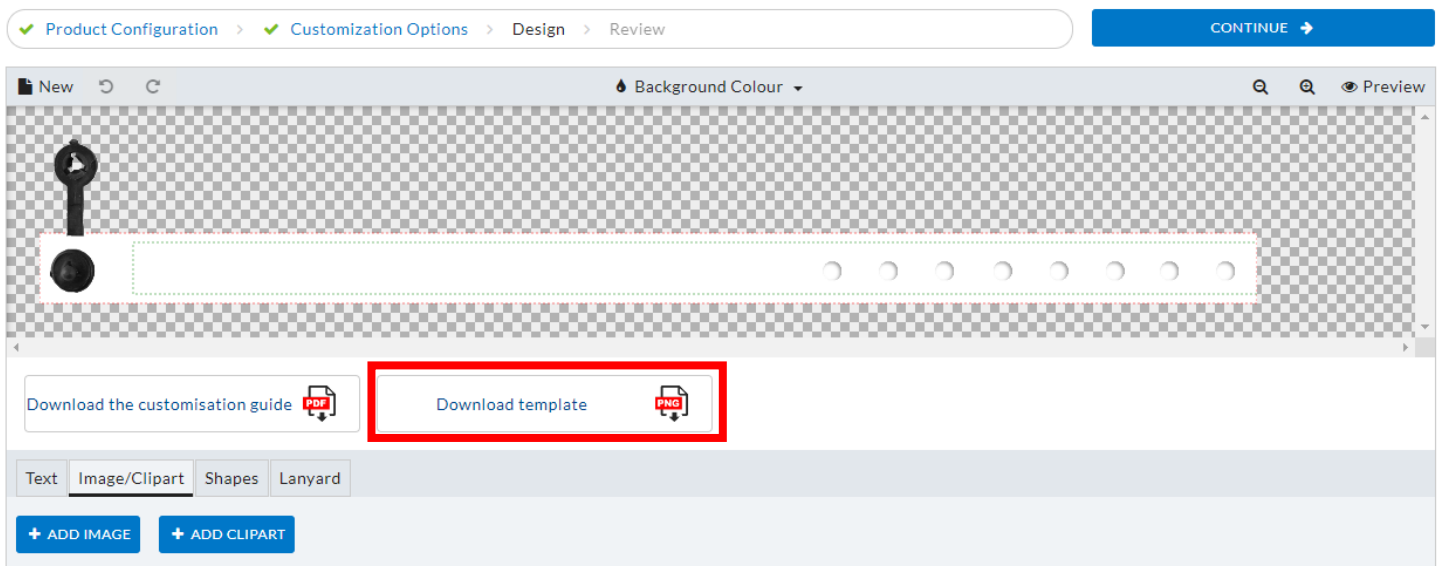 Product Configuration > Customization Options > Design > Review
CONTINUE
New
Background Colour
Preview
Download the customisation guide PDF
Download template PNG
Text Image/Clipart Shapes Lanyard
+ ADD IMAGE + ADD CLIPART